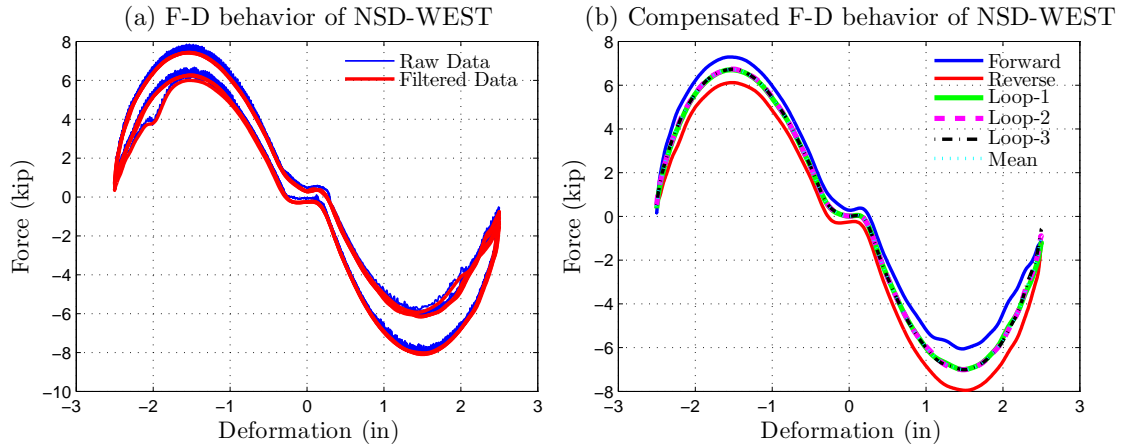 (a) F-D behavior of NSD-WEST
8
6
4
2
0
−2
−4
−6
−8
−10
Force (kip)
Raw Data
Filtered Data
−3
−2
−1
0
1
2
3
Deformation (in)
(b) Compensated F-D behavior of NSD-WEST
8
6
4
2
0
−2
−4
−6
−8
Force (kip)
Forward
Reverse
Loop-1
Loop-2
Loop-3
Mean
−3
−2
−1
0
1
2
3
Deformation (in)